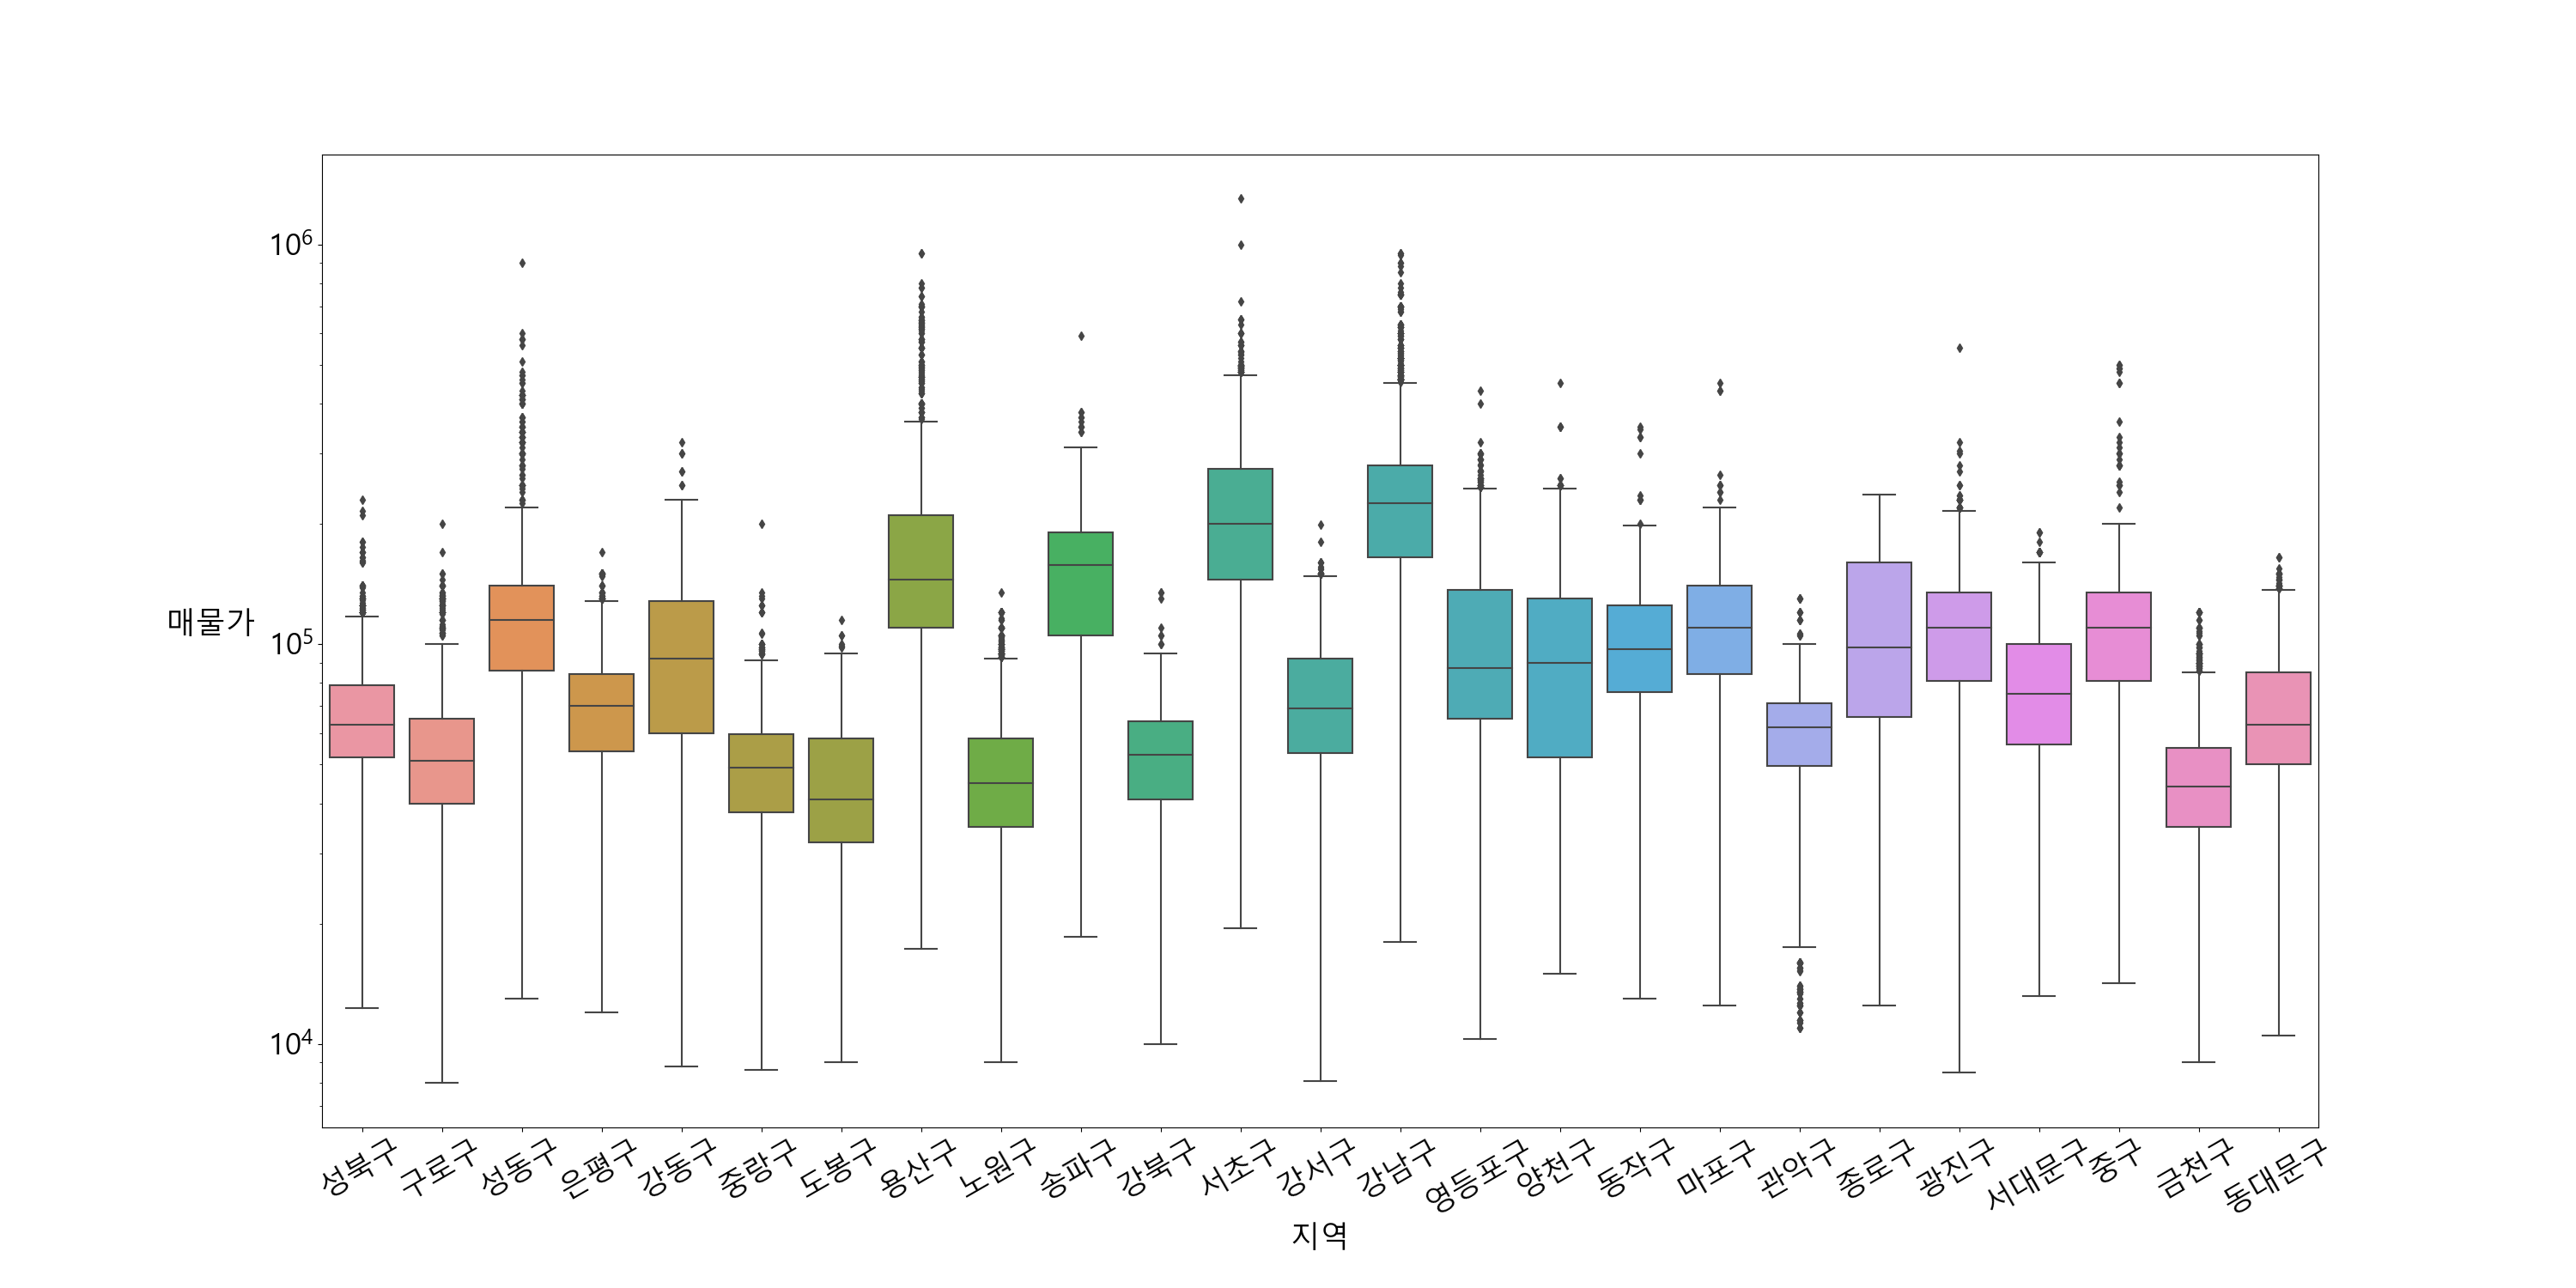 10⁶
매물가
10⁵
10⁴
성북구 구로구 성동구 은평구 강동구 중랑구 도봉구 용산구 노원구 송파구 강북구 서초구 강서구 강남구 영등포구 양천구 동작구 마포구 관악구 종로구 광진구 서대문구 중구 금천구 동대문구
지역